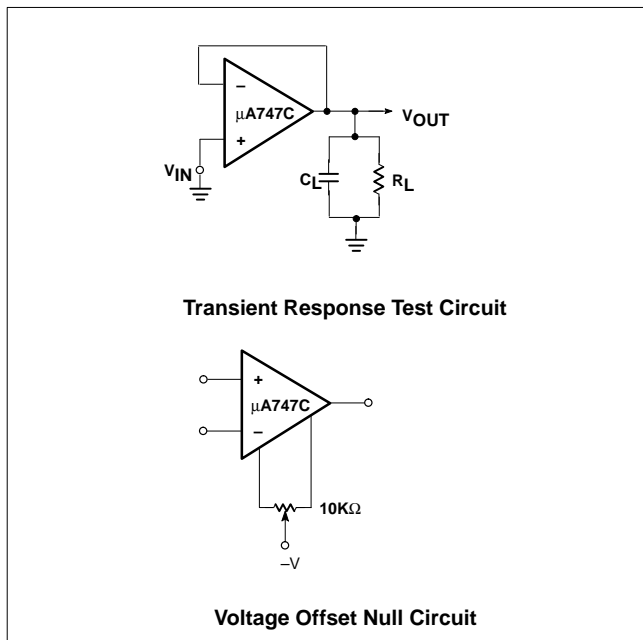 −
µA747C
+
VOUT
VIN
CL
RL
Transient Response Test Circuit
+
µA747C
−
10KΩ
−V
Voltage Offset Null Circuit